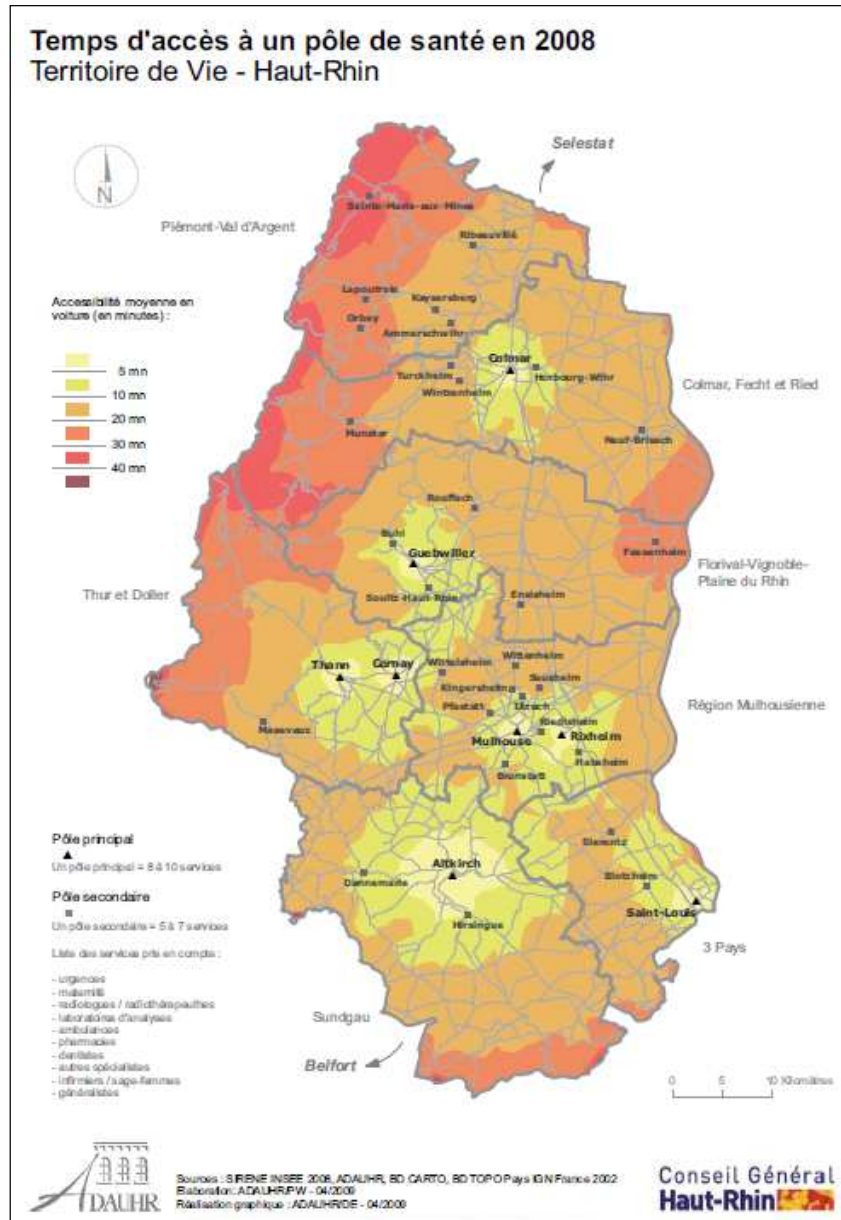 Temps d'accès à un pôle de santé en 2008
Territoire de Vie - Haut-Rhin
Selestat
N
Piémont-Val d'Argent
Sainte-Marie-aux-Mines
Ribeauvillé
Accessibilité moyenne en
voiture (en minutes) :
Lapoutroie
Kaysersberg
Orbey
Ammerschwihr
5 mn
10 mn
20 mn
30 mn
40 mn
Colmar
Turckheim
Horbourg-Wihr
Wintzenheim
Colmar, Fecht et Ried
Munster
Neuf-Brisach
Rouffach
Buhl
Guebwiller
Fessenheim
Florival-Vignoble-
Plaine du Rhin
Thur et Doller
Soultz-Haut-Rhin
Ensisheim
Thann
Cernay
Wittelsheim
Wittenheim
Kingersheim
Sausheim
Pfastatt
Illzach
Région Mulhousienne
Masevaux
Riedisheim
Mulhouse
Rixheim
Habsheim
Brunstatt
Pôle principal
Un pôle principal = 8 à 10 services
Sierentz
Altkirch
Dannemarie
Blotzheim
Pôle secondaire
Saint-Louis
Hirsingue
Un pôle secondaire = 5 à 7 services
3 Pays
Liste des services pris en compte :
- urgences
- maternité
- radiologues / radiothérapeuthes
- laboratoires d'analyses
- ambulances
- pharmacies
- dentistes
- autres spécialistes
- infirmiers / sage-femmes
- généralistes
Sundgau
Belfort
0 5 10 Kilomètres
ADAUHR
Sources : SIRENE INSEE 2008, ADAUHR, BD CARTO, BD TOPO Pays IGN France 2002
Elaboration: ADAUHR/PW - 04/2009
Réalisation graphique : ADAUHR/DE - 04/2009
Conseil Général
Haut-Rhin